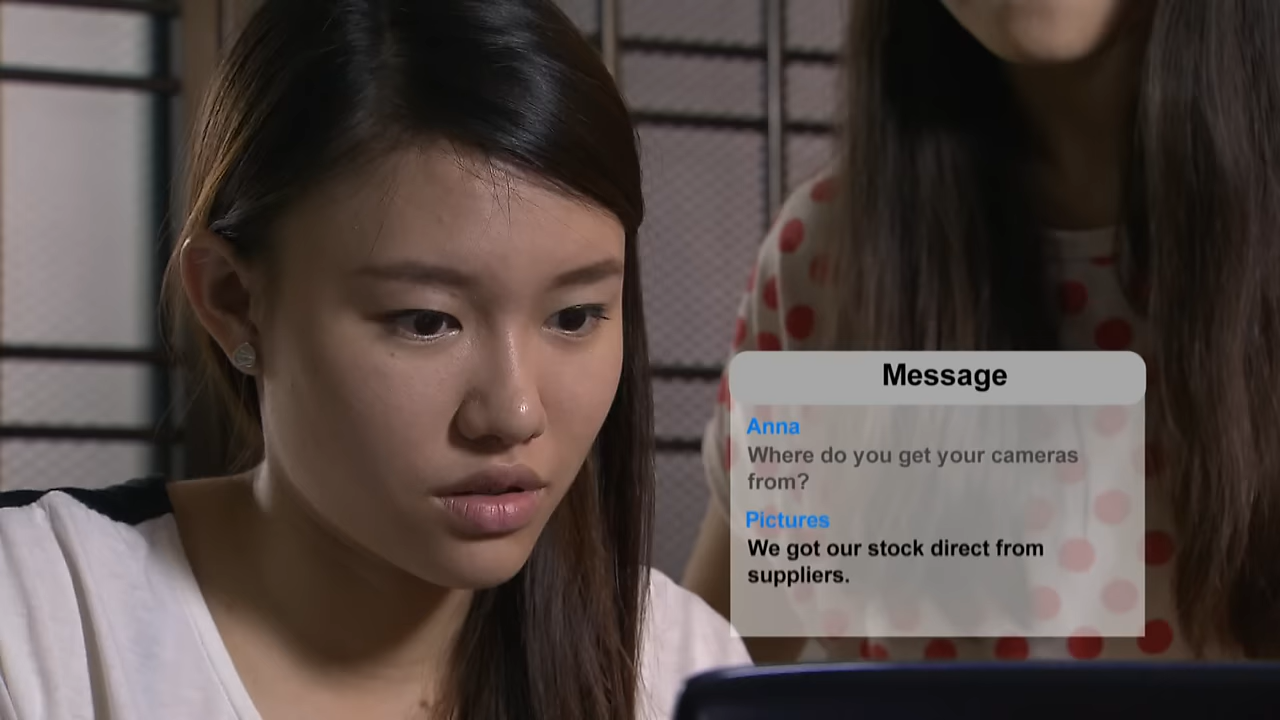 Message
Anna
Where do you get your cameras
from?
Pictures
We got our stock direct from
suppliers.